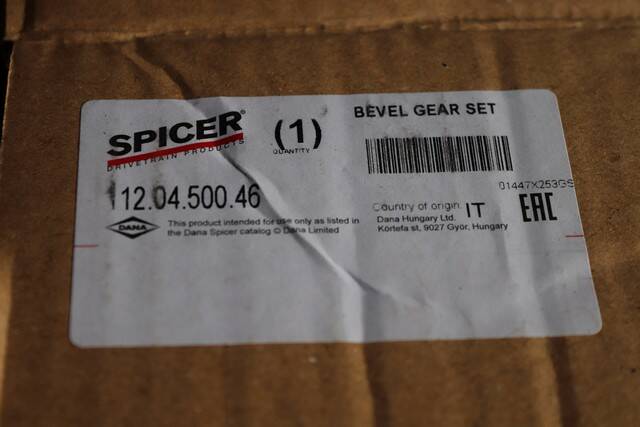 SPICER®
DRIVETRAIN PRODUCTS
(1)
QUANTITY
BEVEL GEAR SET
01447X253GS
112.04.500.46
DANA
This product intended for use only as listed in
the Dana Spicer catalog © Dana Limited
Country of origin IT
Dana Hungary Ltd.
Körtefa st, 9027 Győr, Hungary
EAC